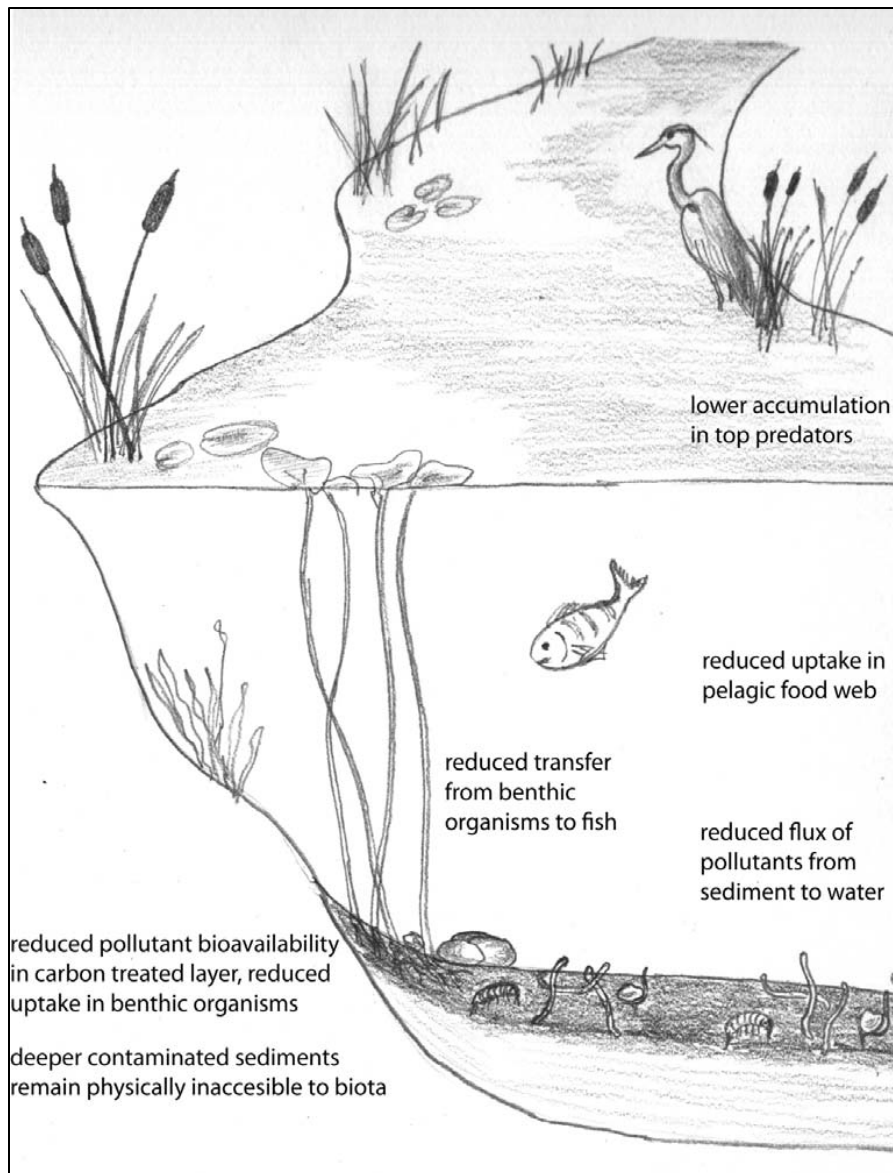 lower accumulation
in top predators
reduced uptake in
pelagic food web
reduced transfer
from benthic
organisms to fish
reduced flux of
pollutants from
sediment to water
reduced pollutant bioavailability
in carbon treated layer, reduced
uptake in benthic organisms
deeper contaminated sediments
remain physically inaccesible to biota